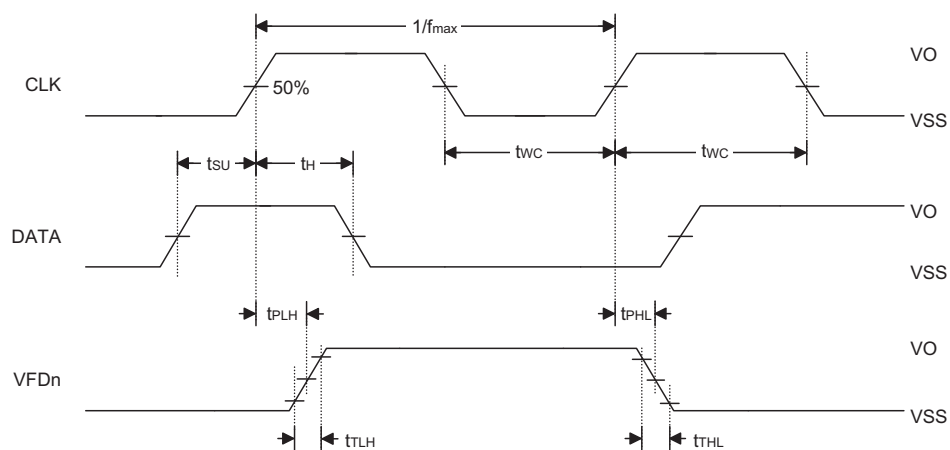 1/fmax
CLK
50%
VO
VSS
tSU
tH
tWC
tWC
DATA
VO
VSS
tPLH
tPHL
VFDn
VO
VSS
tTLH
tTHL